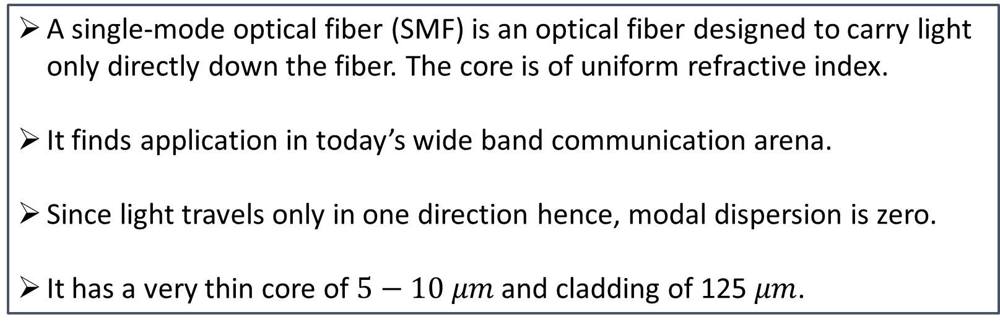 ➢ A single-mode optical fiber (SMF) is an optical fiber designed to carry light
only directly down the fiber. The core is of uniform refractive index.
➢ It finds application in today’s wide band communication arena.
➢ Since light travels only in one direction hence, modal dispersion is zero.
➢ It has a very thin core of 5 − 10 μm and cladding of 125 μm.